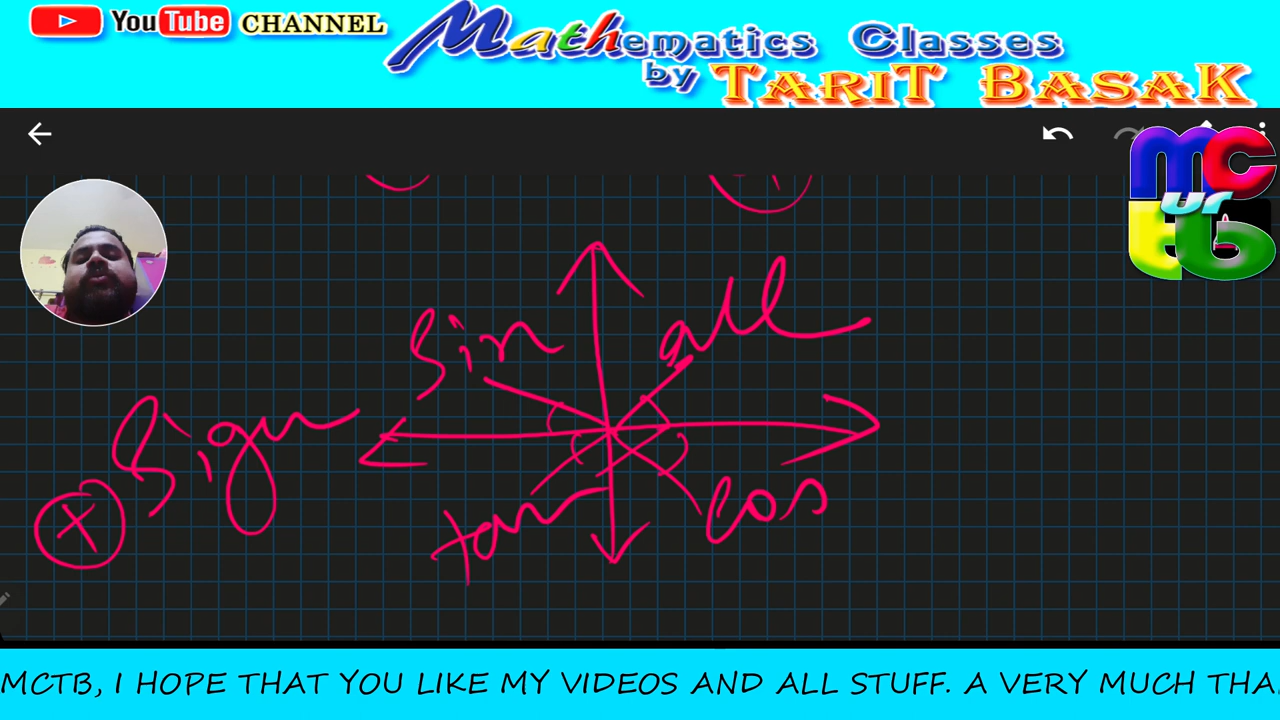 YouTube CHANNEL
Mathematics Classes
by TARIT BASAK
MC
ur
tb
sin all
sign
+
tan cos
MCTB, I HOPE THAT YOU LIKE MY VIDEOS AND ALL STUFF. A VERY MUCH THA